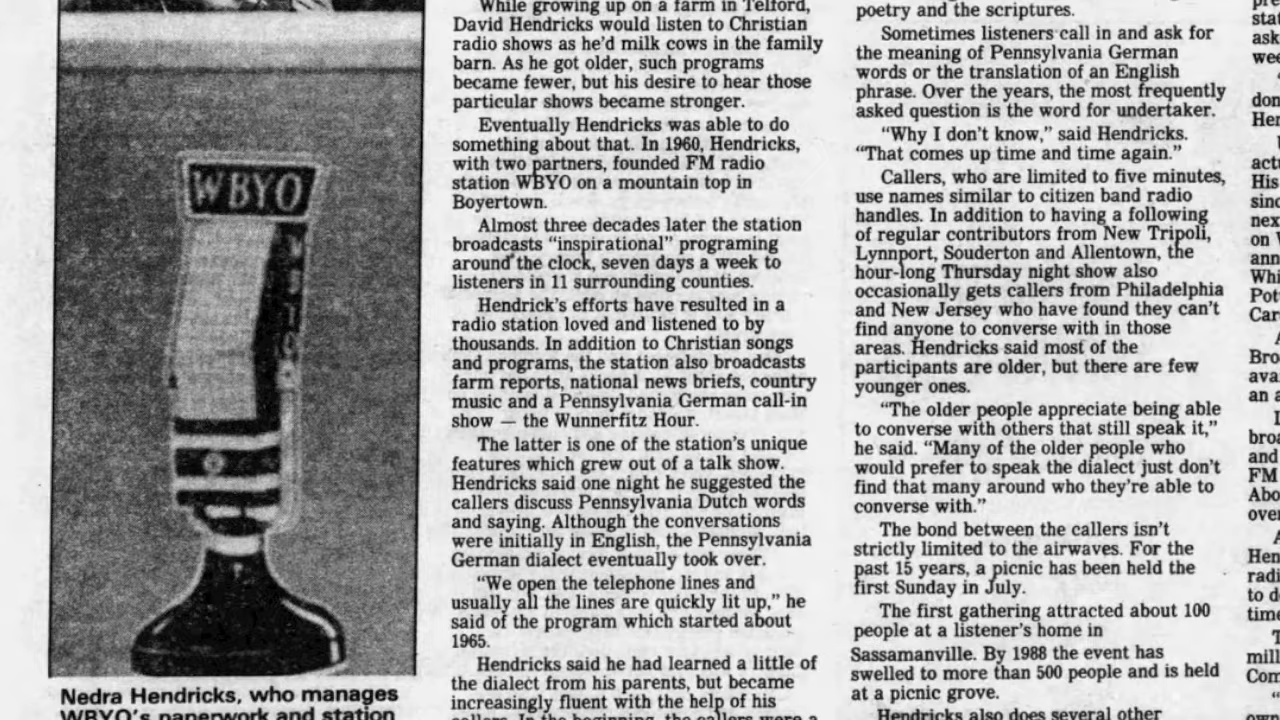 WBYO
Nedra Hendricks, who manages
WBYO's paperwork and station
While growing up on a farm in Telford,
David Hendricks would listen to Christian
radio shows as he'd milk cows in the family
barn. As he got older, such programs
became fewer, but his desire to hear those
particular shows became stronger.
Eventually Hendricks was able to do
something about that. In 1960, Hendricks,
with two partners, founded FM radio
station WBYO on a mountain top in
Boyertown.
Almost three decades later the station
broadcasts "inspirational" programing
around the clock, seven days a week to
listeners in 11 surrounding counties.
Hendrick's efforts have resulted in a
radio station loved and listened to by
thousands. In addition to Christian songs
and programs, the station also broadcasts
farm reports, national news briefs, country
music and a Pennsylvania German call-in
show — the Wunnerfitz Hour.
The latter is one of the station's unique
features which grew out of a talk show.
Hendricks said one night he suggested the
callers discuss Pennsylvania Dutch words
and saying. Although the conversations
were initially in English, the Pennsylvania
German dialect eventually took over.
"We open the telephone lines and
usually all the lines are quickly lit up," he
said of the program which started about
1965.
Hendricks said he had learned a little of
the dialect from his parents, but became
increasingly fluent with the help of his
callers. In the beginning, the callers were a
poetry and the scriptures.
Sometimes listeners call in and ask for
the meaning of Pennsylvania German
words or the translation of an English
phrase. Over the years, the most frequently
asked question is the word for undertaker.
"Why I don't know," said Hendricks.
"That comes up time and time again."
Callers, who are limited to five minutes,
use names similar to citizen band radio
handles. In addition to having a following
of regular contributors from New Tripoli,
Lynnport, Souderton and Allentown, the
hour-long Thursday night show also
occasionally gets callers from Philadelphia
and New Jersey who have found they can't
find anyone to converse with in those
areas. Hendricks said most of the
participants are older, but there are few
younger ones.
"The older people appreciate being able
to converse with others that still speak it,"
he said. "Many of the older people who
would prefer to speak the dialect just don't
find that many around who they're able to
converse with."
The bond between the callers isn't
strictly limited to the airwaves. For the
past 15 years, a picnic has been held the
first Sunday in July.
The first gathering attracted about 100
people at a listener's home in
Sassamanville. By 1988 the event has
swelled to more than 500 people and is held
at a picnic grove.
Hendricks also does several other